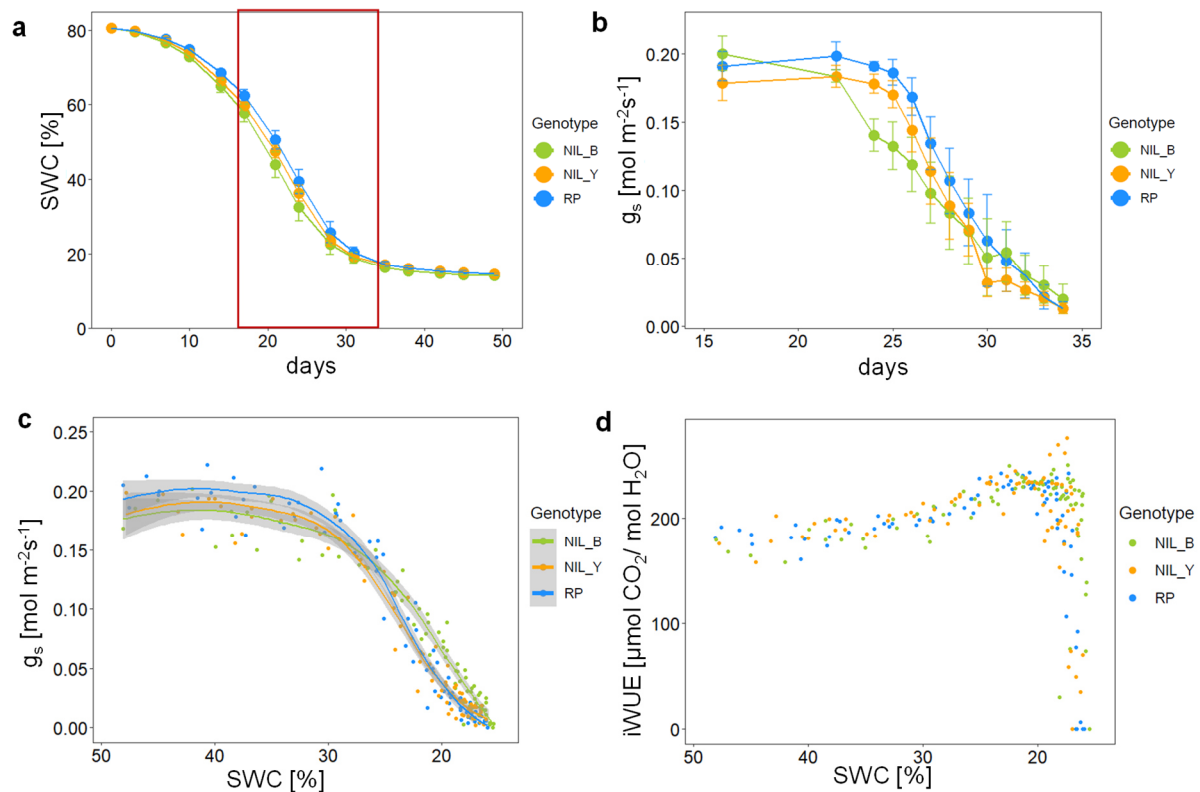 a
80
60
40
20
0
SWC [%]
0 10 20 30 40 50
days
Genotype
NIL_B
NIL_Y
RP
b
0.20
0.15
0.10
0.05
0.00
gₛ [mol m⁻²s⁻¹]
15 20 25 30 35
days
Genotype
NIL_B
NIL_Y
RP
c
0.25
0.20
0.15
0.10
0.05
0.00
gₛ [mol m⁻²s⁻¹]
50 40 30 20
SWC [%]
Genotype
NIL_B
NIL_Y
RP
d
200
100
0
iWUE [µmol CO₂/ mol H₂O]
50 40 30 20
SWC [%]
Genotype
NIL_B
NIL_Y
RP